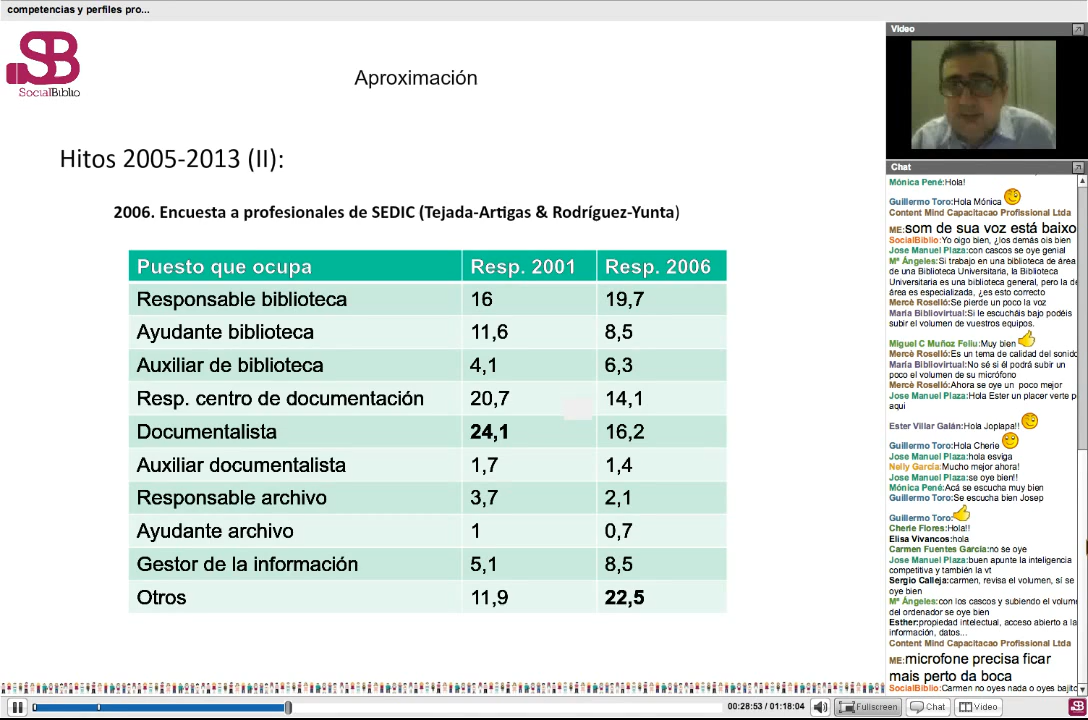 competencias y perfiles pro...
SB
SocialBiblio
Aproximación
Hitos 2005-2013 (II):
2006. Encuesta a profesionales de SEDIC (Tejada-Artigas & Rodríguez-Yunta)
Puesto que ocupa Resp. 2001 Resp. 2006
Responsable biblioteca 16 19,7
Ayudante biblioteca 11,6 8,5
Auxiliar de biblioteca 4,1 6,3
Resp. centro de documentación 20,7 14,1
Documentalista 24,1 16,2
Auxiliar documentalista 1,7 1,4
Responsable archivo 3,7 2,1
Ayudante archivo 1 0,7
Gestor de la información 5,1 8,5
Otros 11,9 22,5
Video
Chat
Mónica Pené:Hola!
Guillermo Toro:Hola Mónica
Content Mind Capacitacao Profissional Ltda
ME:som de sua voz está baixo
SocialBiblio:Yo oigo bien, ¿los demás ois bien
Jose Manuel Plaza:con cascos se oye genial
Mª Ángeles:Si trabajo en una biblioteca de área
de una Biblioteca Universitaria, la Biblioteca
Universitaria es una biblioteca general, pero la de
área es especializada, ¿es esto correcto
Mercè Roselló:Se pierde un poco la voz
Maria Bibliovirtual:Si le escucháis bajo podéis
subir el volumen de vuestros equipos.
Miguel C Muñoz Feliu:Muy bien
Mercè Roselló:Es un tema de calidad del sonido
Maria Bibliovirtual:No sé si él podrá subir un
poco el volumen de su micrófono
Mercè Roselló:Ahora se oye un poco mejor
Jose Manuel Plaza:Hola Ester un placer verte p
aqui
Ester Villar Galán:Hola Joplapa!!
Guillermo Toro:Hola Cherie
Jose Manuel Plaza:hola esviga
Nelly García:Mucho mejor ahora!
Jose Manuel Plaza:se oye bien!!
Mónica Pené:Acá se escucha muy bien
Guillermo Toro:Se escucha bien Josep
Guillermo Toro:
Cherie Flores:Hola!!
Elisa Vivancos:hola
Carmen Fuentes Garcia:no se oye
Jose Manuel Plaza:buen apunte la inteligencia
competitiva y también la vt
Sergio Calleja:carmen, revisa el volumen, sí se
oye bien
Mª Ángeles:con los cascos y subiendo el volum
del ordenador se oye bien
Esther:propiedad intelectual, acceso abierto a la
información, datos...
Content Mind Capacitacao Profissional Ltda
ME:microfone precisa ficar
mais perto da boca
SocialBiblio:Carmen no oyes nada o oyes bajito
00:28:53 / 01:18:04 Fullscreen Chat Video SB